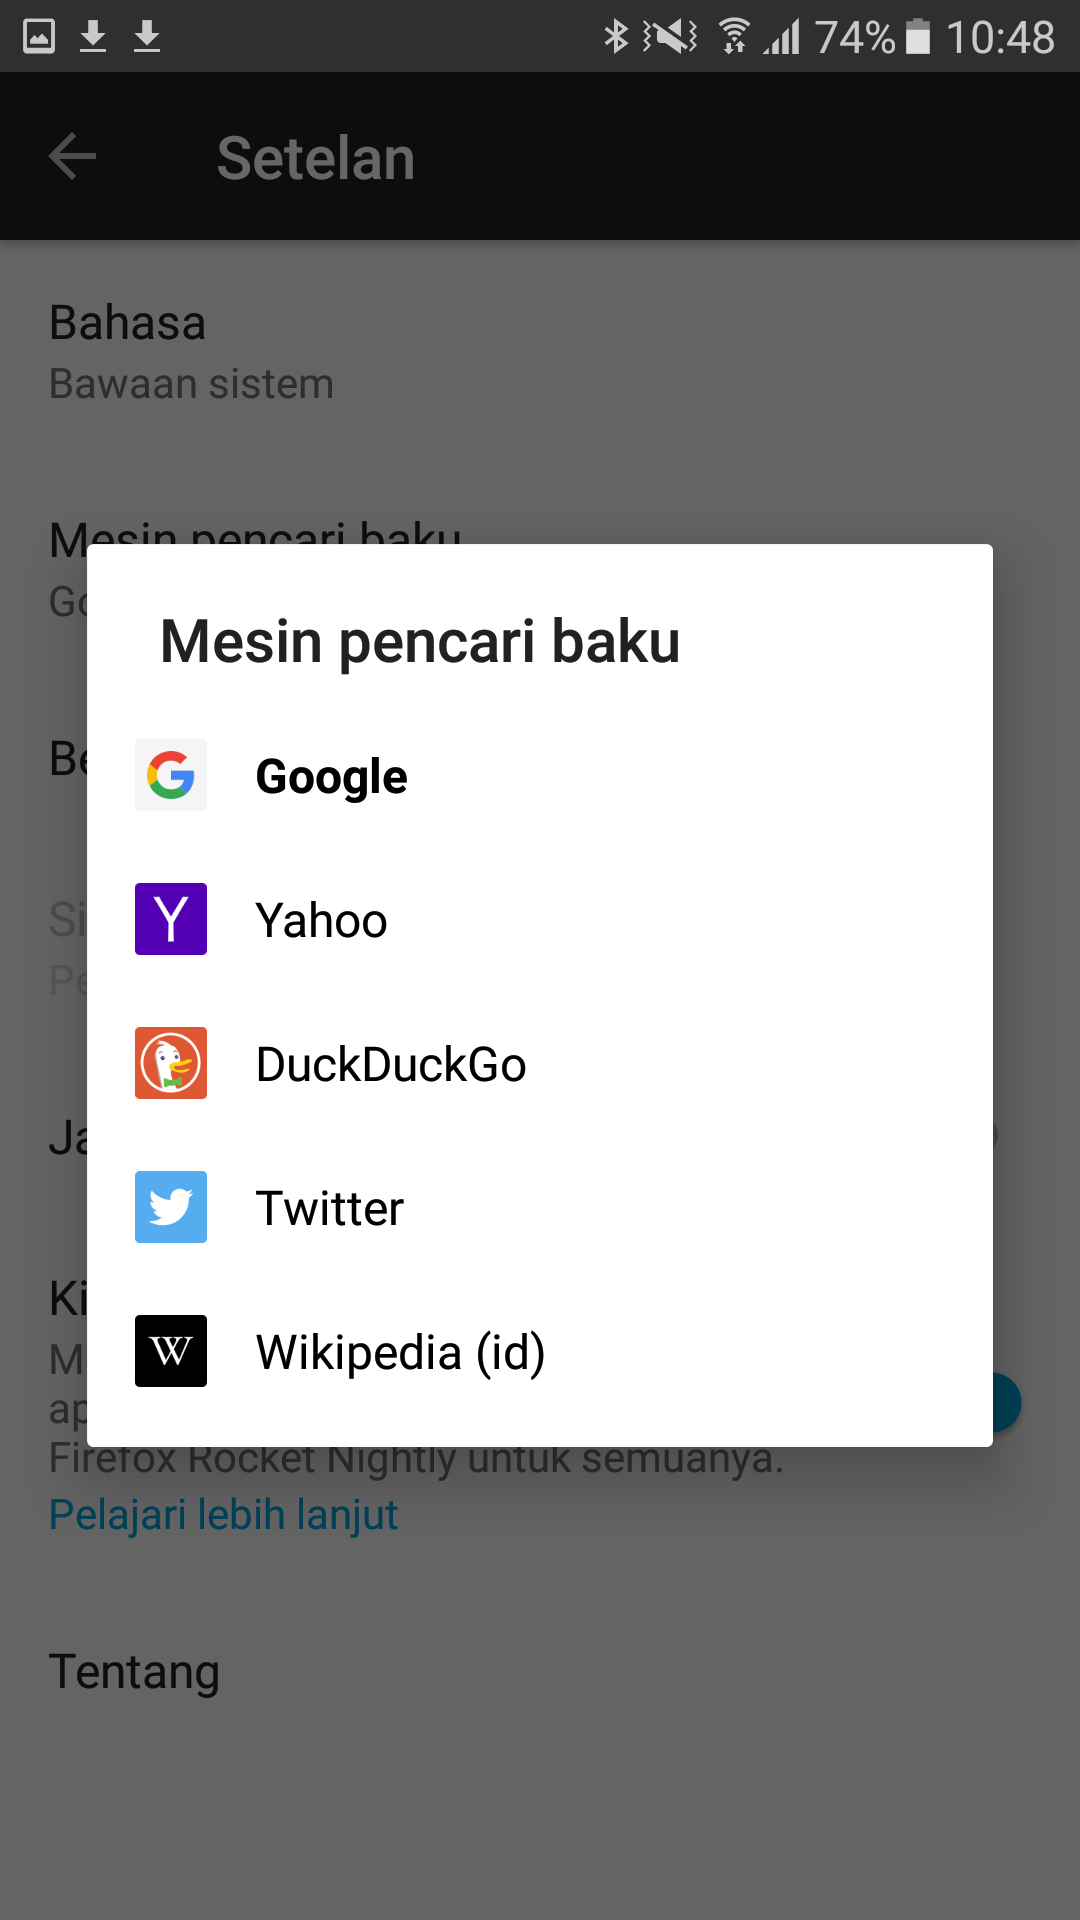 74% 10:48
Setelan
Bahasa
Bawaan sistem
Mesin pencari baku
Mesin pencari baku
Google
Yahoo
DuckDuckGo
Twitter
Wikipedia (id)
Firefox Rocket Nightly untuk semuanya.
Pelajari lebih lanjut
Tentang